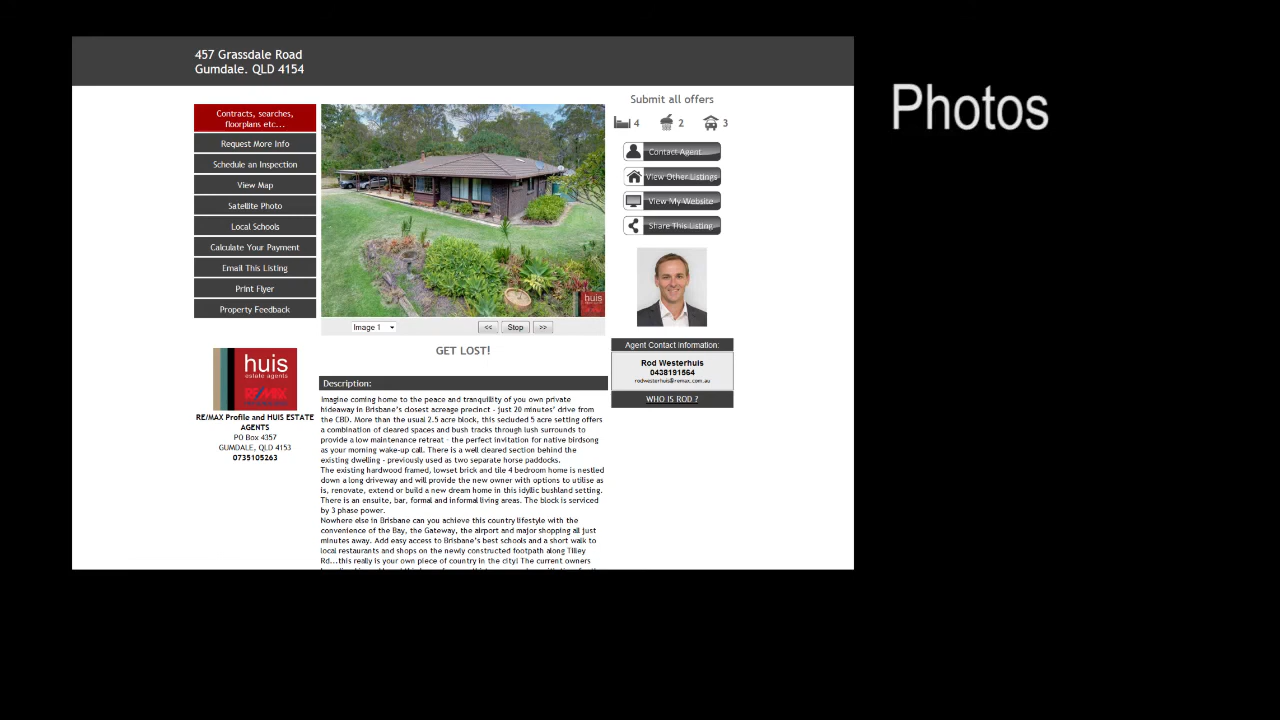 457 Grassdale Road
Gumdale. QLD 4154
Photos
Contracts, searches,
floorplans etc...
Request More Info
Schedule an Inspection
View Map
Satellite Photo
Local Schools
Calculate Your Payment
Email This Listing
Print Flyer
Property Feedback
huis
estate agents
RE/MAX
RE/MAX Profile and HUIS ESTATE
AGENTS
PO Box 4357
GUMDALE, QLD 4153
0735105263
huis
Image 1
<<
Stop
>>
GET LOST!
Description:
Imagine coming home to the peace and tranquility of you own private
hideaway in Brisbane's closest acreage precinct - just 20 minutes' drive from
the CBD. More than the usual 2.5 acre block, this secluded 5 acre setting offers
a combination of cleared spaces and bush tracks through lush surrounds to
provide a low maintenance retreat - the perfect invitation for native birdsong
as your morning wake-up call. There is a well cleared section behind the
existing dwelling - previously used as two separate horse paddocks.
The existing hardwood framed, lowset brick and tile 4 bedroom home is nestled
down a long driveway and will provide the new owner with options to utilise as
is, renovate, extend or build a new dream home in this idyllic bushland setting.
There is an ensuite, bar, formal and informal living areas. The block is serviced
by 3 phase power.
Nowhere else in Brisbane can you achieve this country lifestyle with the
convenience of the Bay, the Gateway, the airport and major shopping all just
minutes away. Add easy access to Brisbane's best schools and a short walk to
local restaurants and shops on the newly constructed footpath along Tilley
Rd...this really is your own piece of country in the city! The current owners
Submit all offers
4 2 3
Contact Agent
View Other Listings
View My Website
Share This Listing
Agent Contact Information:
Rod Westerhuis
0438191564
rodwesterhuis@remax.com.au
WHO IS ROD ?